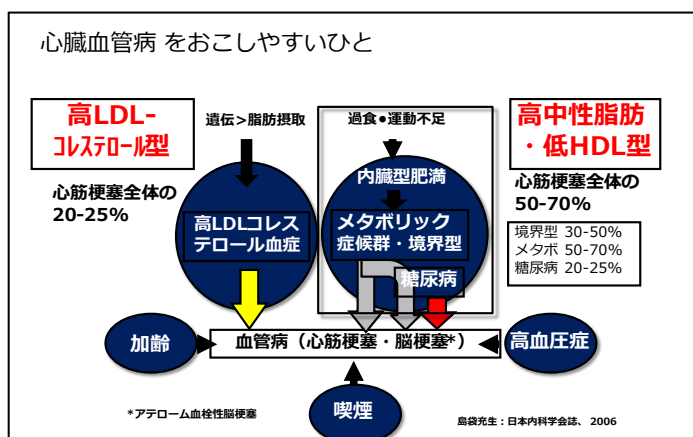 心臓血管病 をおこしやすいひと
高LDL-
ｺﾚｽﾃﾛｰﾙ型
心筋梗塞全体の
20-25%
遺伝>脂肪摂取
高LDLコレス
テロール血症
過食●運動不足
内臓型肥満
メタボリック
症候群・境界型
糖尿病
高中性脂肪
・低HDL型
心筋梗塞全体の
50-70%
境界型 30-50%
メタボ 50-70%
糖尿病 20-25%
加齢
血管病（心筋梗塞・脳梗塞*）
高血圧症
喫煙
*アテローム血栓性脳梗塞
島袋充生：日本内科学会誌、2006